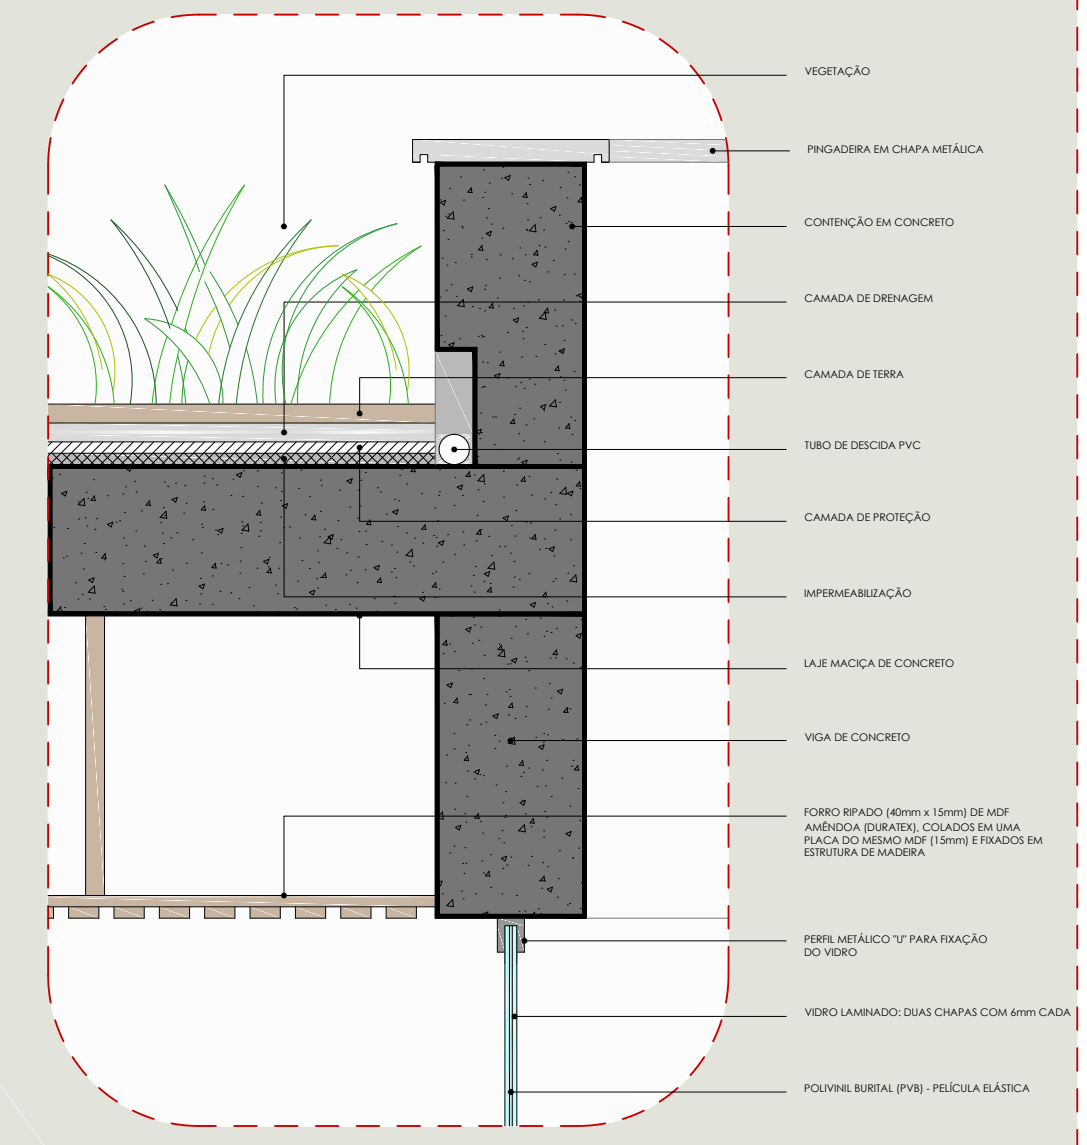 VEGETAÇÃO
PINGADEIRA EM CHAPA METÁLICA
CONTENÇÃO EM CONCRETO
CAMADA DE DRENAGEM
CAMADA DE TERRA
TUBO DE DESCIDA PVC
CAMADA DE PROTEÇÃO
IMPERMEABILIZAÇÃO
LAJE MACIÇA DE CONCRETO
VIGA DE CONCRETO
FORRO RIPADO (40mm x 15mm) DE MDF
AMÊNDOA (DURATEX), COLADOS EM UMA
PLACA DO MESMO MDF (15mm) E FIXADOS EM
ESTRUTURA DE MADEIRA
PERFIL METÁLICO "U" PARA FIXAÇÃO
DO VIDRO
VIDRO LAMINADO: DUAS CHAPAS COM 6mm CADA
POLIVINIL BURITAL (PVB) - PELÍCULA ELÁSTICA